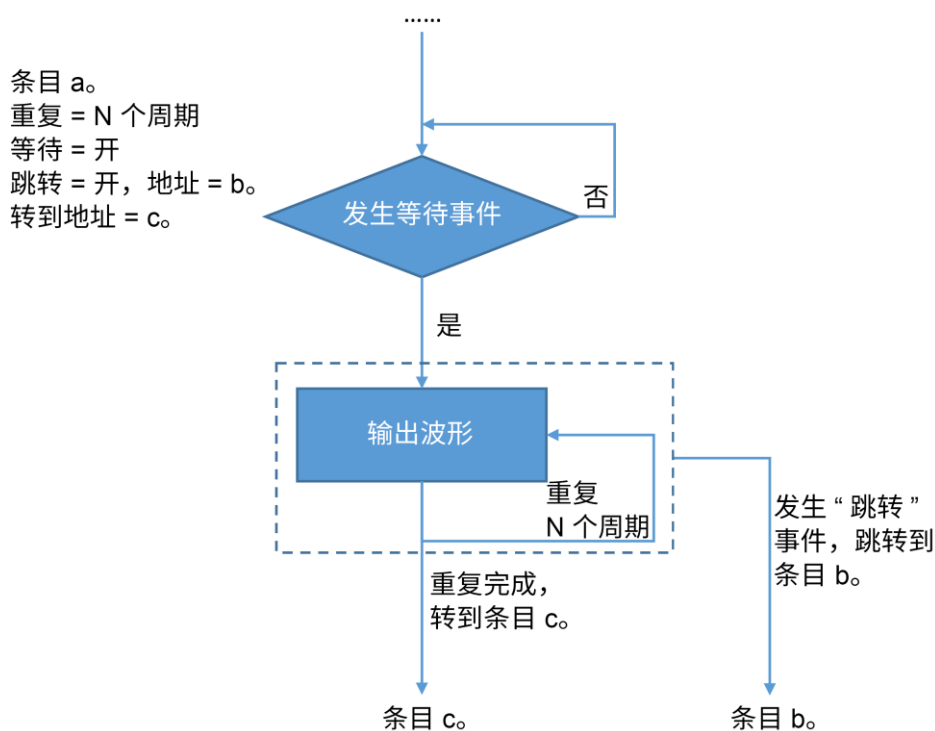 ......
条目 a。
重复 = N 个周期
等待 = 开
跳转 = 开，地址 = b。
转到地址 = c。
发生等待事件
否
是
输出波形
重复
N 个周期
发生 “ 跳转 ”
事件，跳转到
条目 b。
重复完成，
转到条目 c。
条目 c。
条目 b。